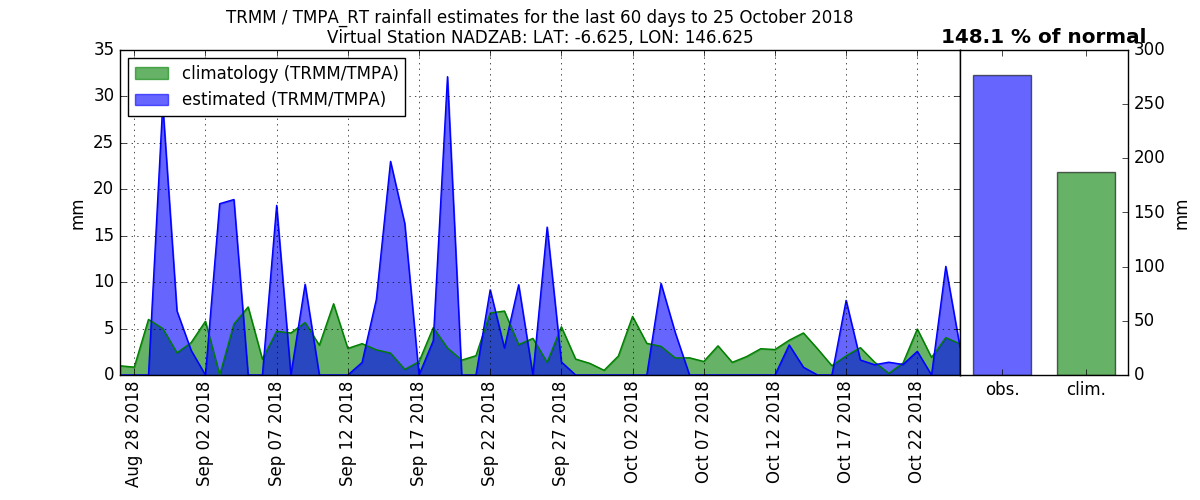 TRMM / TMPA_RT rainfall estimates for the last 60 days to 25 October 2018
Virtual Station NADZAB: LAT: -6.625, LON: 146.625
148.1 % of normal
climatology (TRMM/TMPA)
estimated (TRMM/TMPA)
35
30
25
20
15
10
5
0
mm
300
250
200
150
100
50
0
mm
Aug 28 2018
Sep 02 2018
Sep 07 2018
Sep 12 2018
Sep 17 2018
Sep 22 2018
Sep 27 2018
Oct 02 2018
Oct 07 2018
Oct 12 2018
Oct 17 2018
Oct 22 2018
obs.
clim.